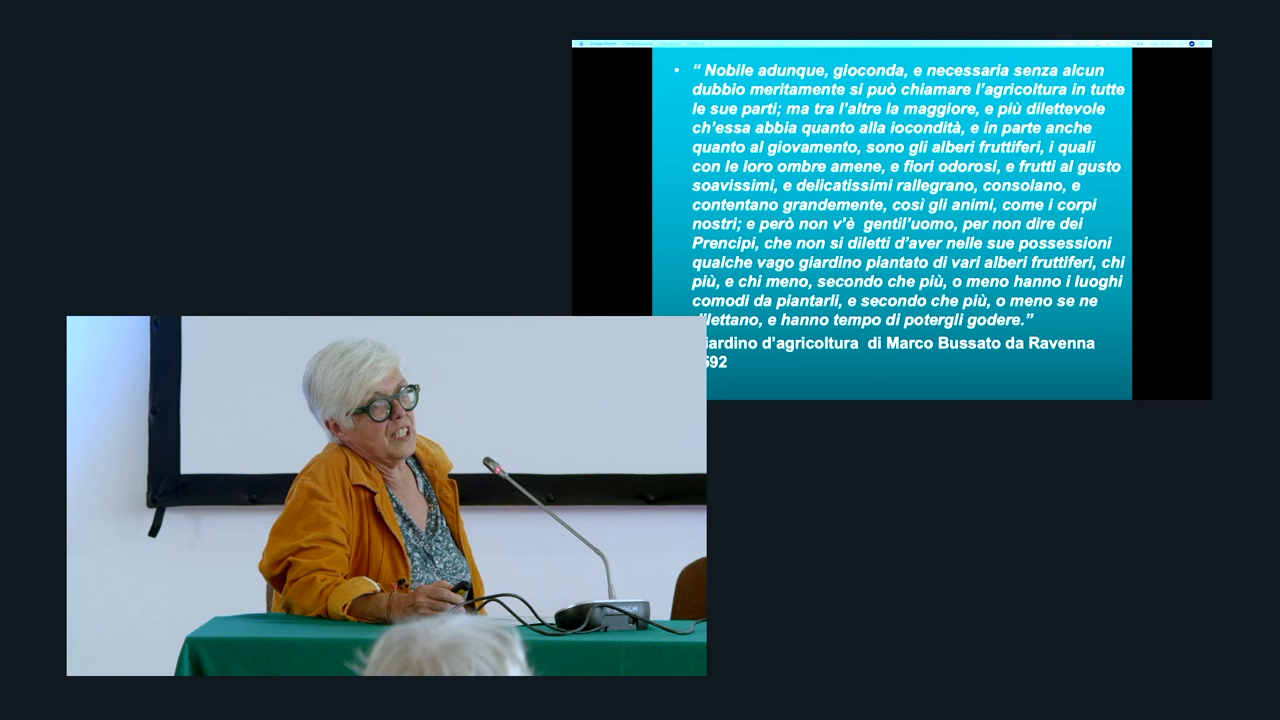 • “ Nobile adunque, gioconda, e necessaria senza alcun
dubbio meritamente si può chiamare l’agricoltura in tutte
le sue parti; ma tra l’altre la maggiore, e più dilettevole
ch’essa abbia quanto alla iocondità, e in parte anche
quanto al giovamento, sono gli alberi fruttiferi, i quali
con le loro ombre amene, e fiori odorosi, e frutti al gusto
soavissimi, e delicatissimi rallegrano, consolano, e
contentano grandemente, così gli animi, come i corpi
nostri; e però non v’è gentil’uomo, per non dire dei
Prencipi, che non si diletti d’aver nelle sue possessioni
qualche vago giardino piantato di vari alberi fruttiferi, chi
più, e chi meno, secondo che più, o meno hanno i luoghi
comodi da piantarli, e secondo che più, o meno se ne
dilettano, e hanno tempo di potergli godere.”
iardino d’agricoltura di Marco Bussato da Ravenna
592